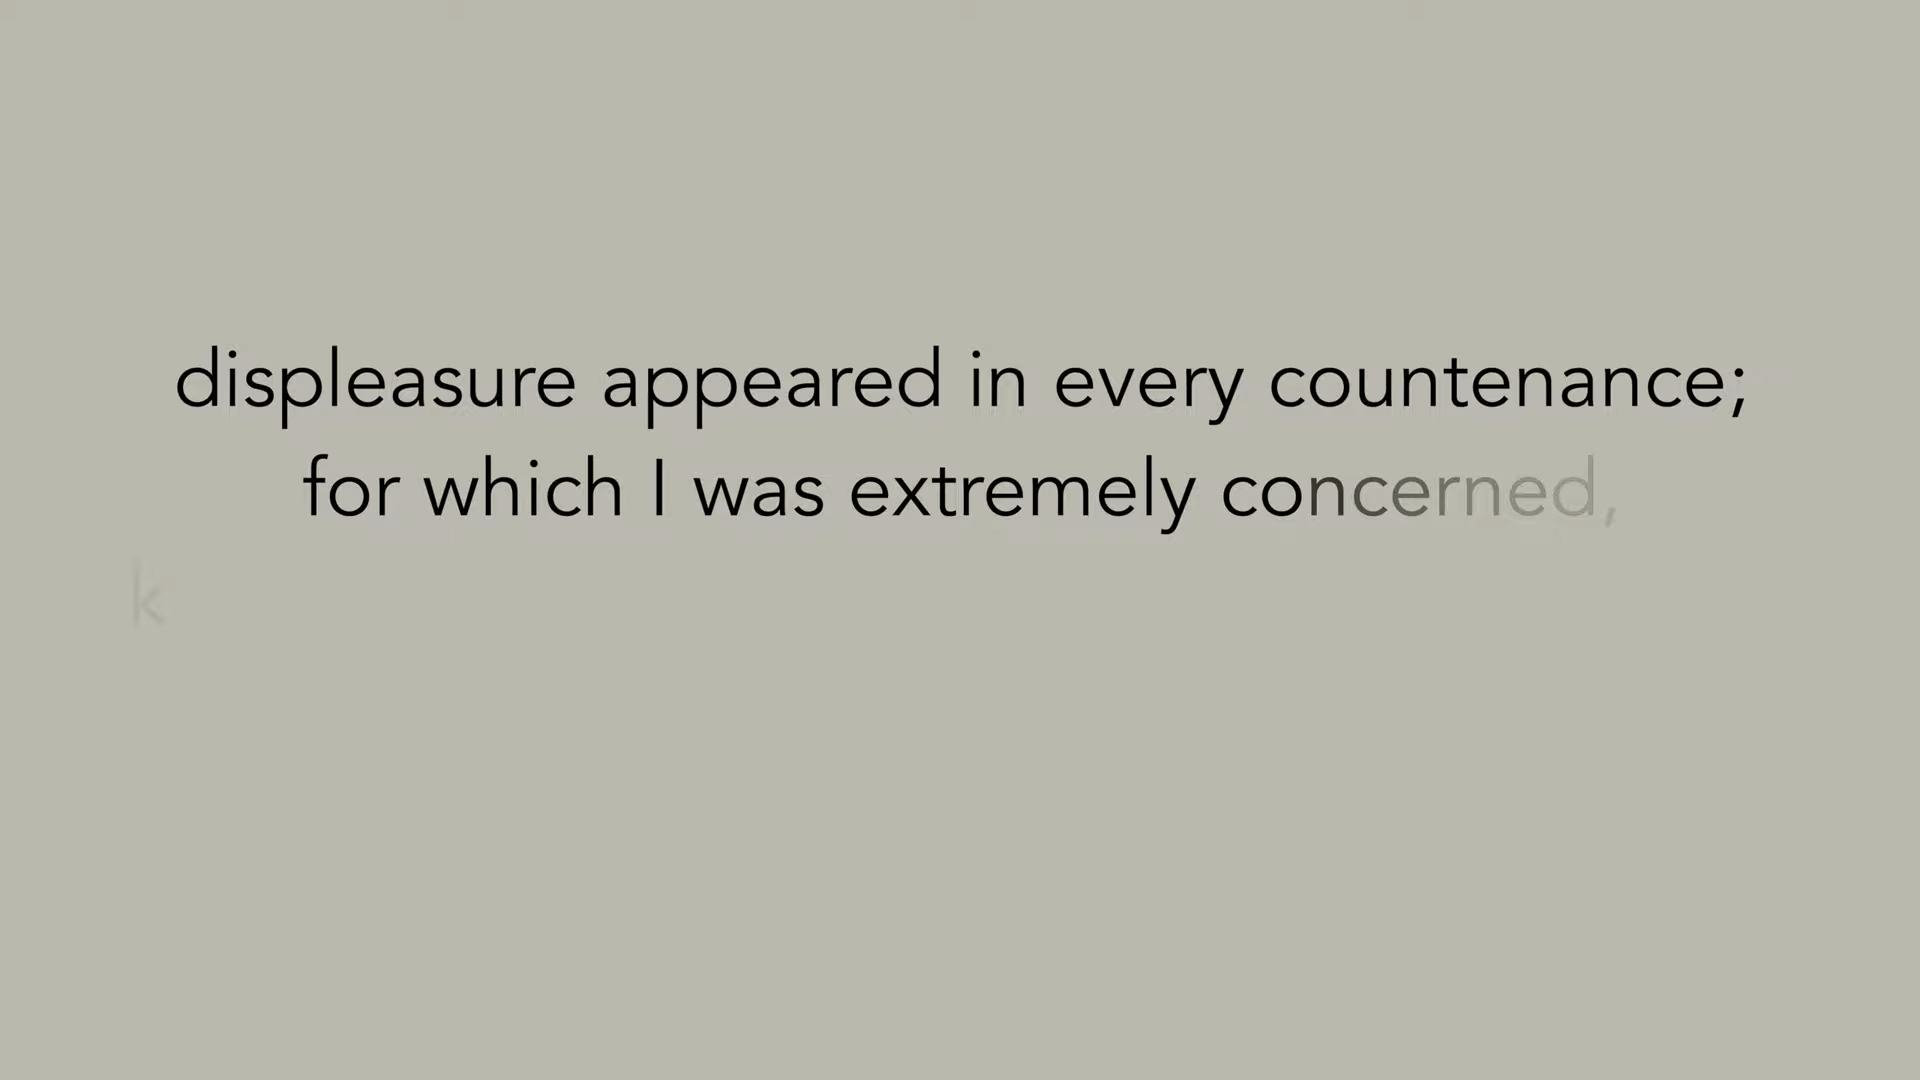 displeasure appeared in every countenance;
for which I was extremely concerned,
k